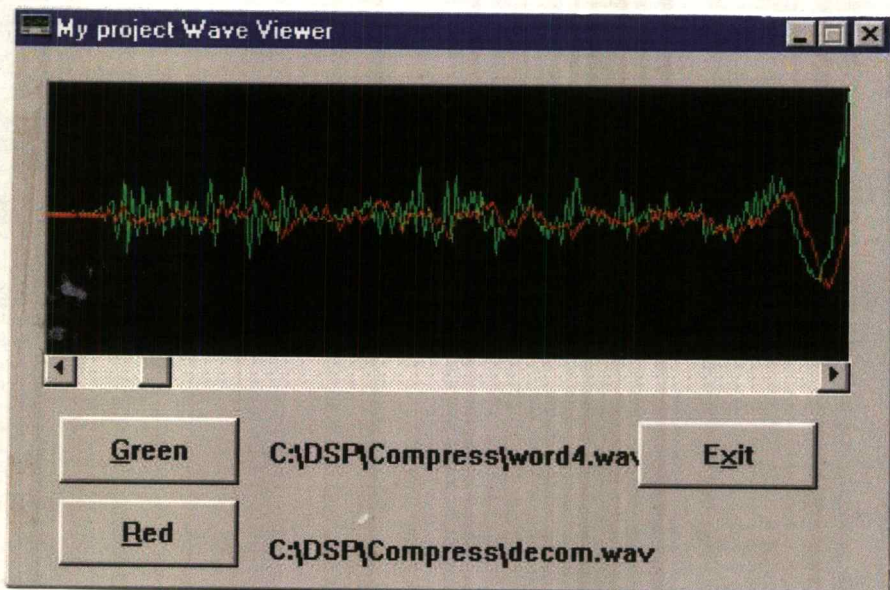 My project Wave Viewer
Green
C:\DSP\Compress\word4.wav
Exit
Red
C:\DSP\Compress\decom.wav